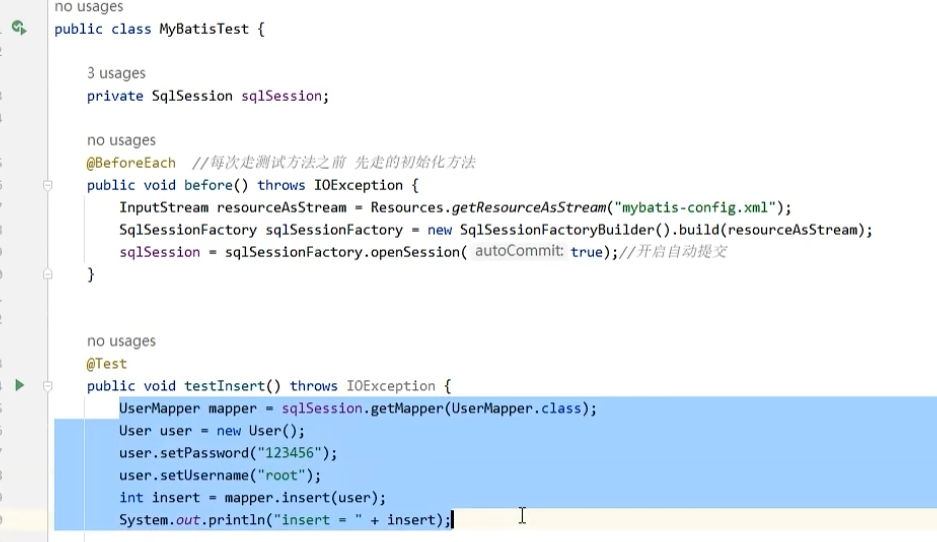 no usages
public class MyBatisTest {
3 usages
private SqlSession sqlSession;
no usages
@BeforeEach //每次走测试方法之前 先走的初始化方法
public void before() throws IOException {
InputStream resourceAsStream = Resources.getResourceAsStream("mybatis-config.xml");
SqlSessionFactory sqlSessionFactory = new SqlSessionFactoryBuilder().build(resourceAsStream);
sqlSession = sqlSessionFactory.openSession( autoCommit: true);//开启自动提交
}
no usages
@Test
public void testInsert() throws IOException {
UserMapper mapper = sqlSession.getMapper(UserMapper.class);
User user = new User();
user.setPassword("123456");
user.setUsername("root");
int insert = mapper.insert(user);
System.out.println("insert = " + insert);